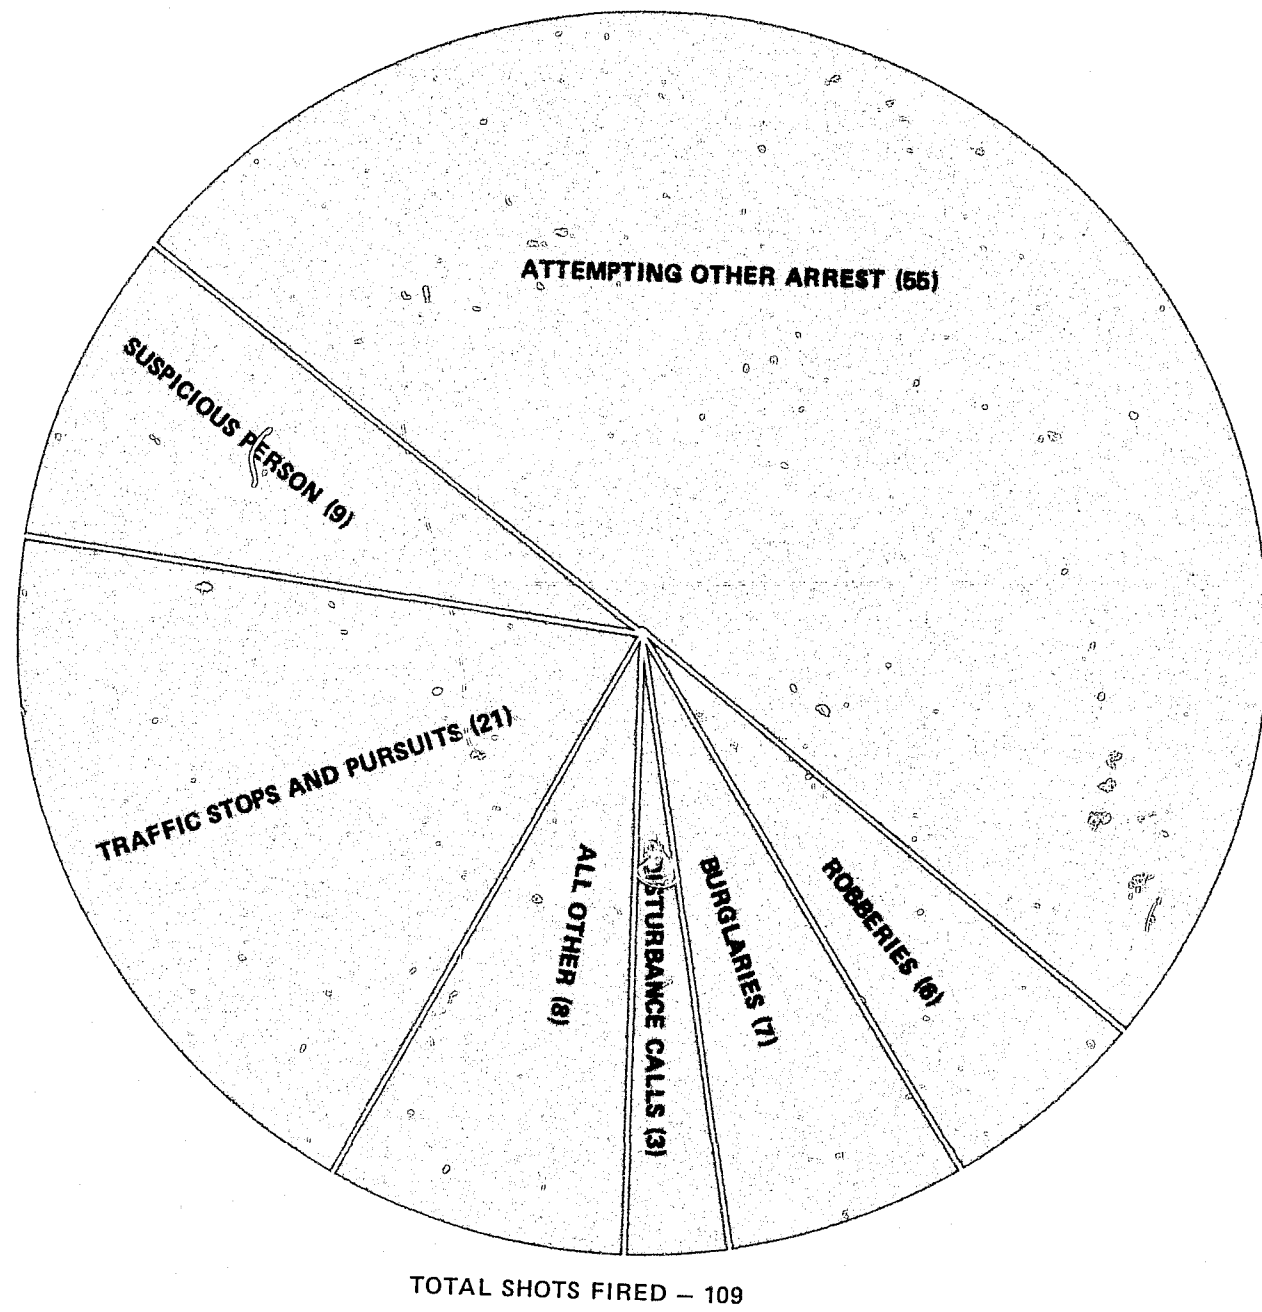 ATTEMPTING OTHER ARREST (55)
SUSPICIOUS PERSON (9)
TRAFFIC STOPS AND PURSUITS (21)
ALL OTHER (8)
DISTURBANCE CALLS (3)
BURGLARIES (7)
ROBBERIES (6)
TOTAL SHOTS FIRED — 109